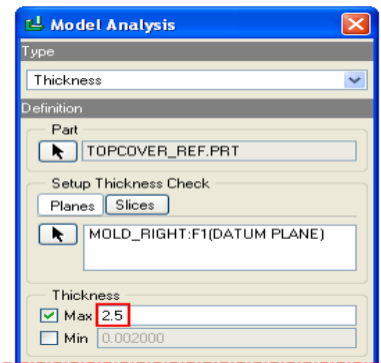 Model Analysis
Type
Thickness
Definition
Part
TOPCOVER_REF.PRT
Setup Thickness Check
Planes Slices
MOLD_RIGHT:F1(DATUM PLANE)
Thickness
Max 2.5
Min 0.002000